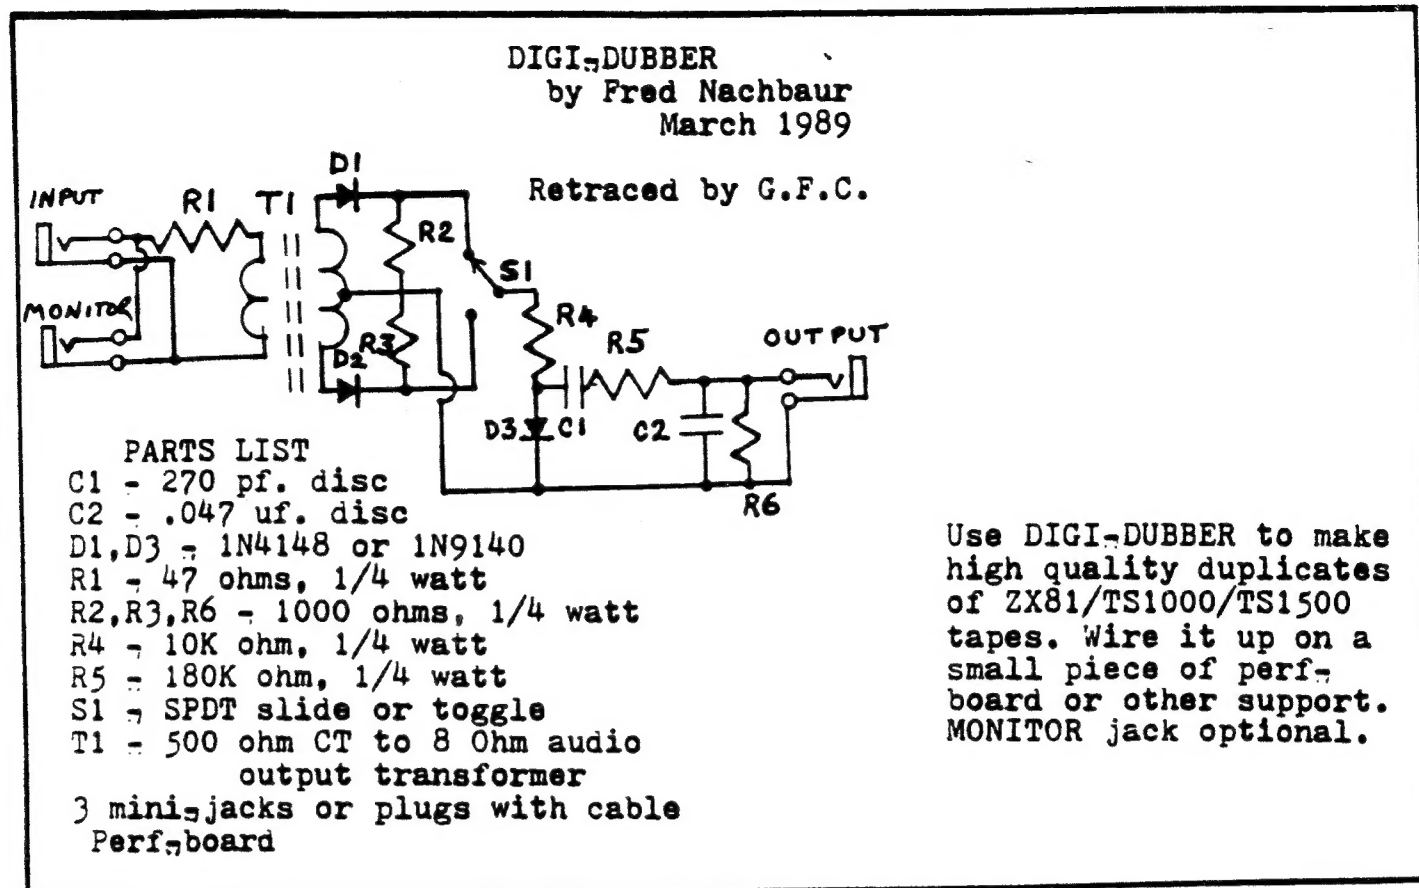 DIGI-DUBBER
by Fred Nachbaur
March 1989
Retraced by G.F.C.
INPUT
R1
T1
D1
R2
S1
MONITOR
R3
D2
R4
R5
OUTPUT
D3
C1
C2
R6
PARTS LIST
C1 - 270 pf. disc
C2 - .047 uf. disc
D1,D3 - 1N4148 or 1N9140
R1 - 47 ohms, 1/4 watt
R2,R3,R6 - 1000 ohms, 1/4 watt
R4 - 10K ohm, 1/4 watt
R5 - 180K ohm, 1/4 watt
S1 - SPDT slide or toggle
T1 - 500 ohm CT to 8 Ohm audio
output transformer
3 mini-jacks or plugs with cable
Perf-board
Use DIGI-DUBBER to make
high quality duplicates
of ZX81/TS1000/TS1500
tapes. Wire it up on a
small piece of perf-
board or other support.
MONITOR jack optional.